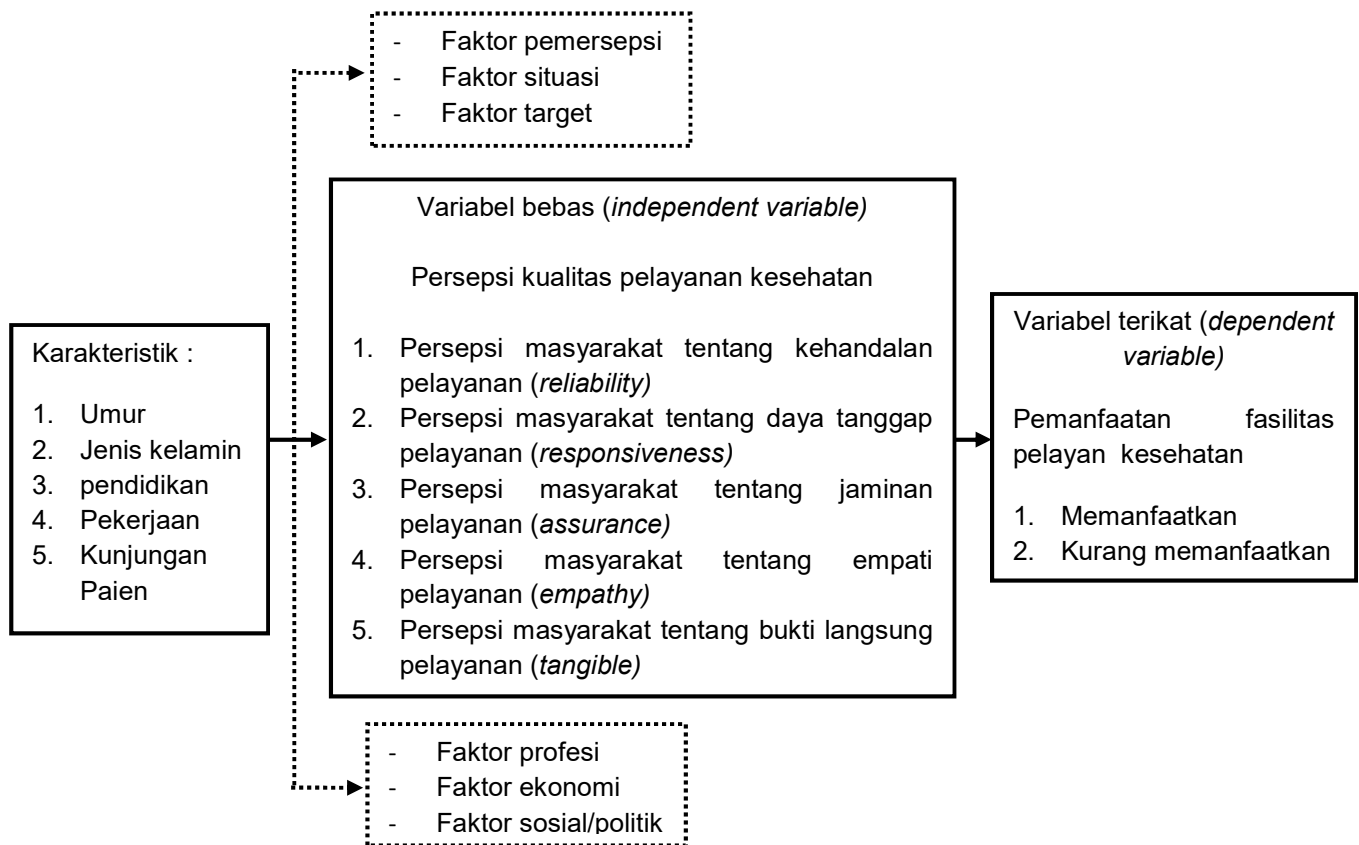 - Faktor pemersepsi
- Faktor situasi
- Faktor target
Variabel bebas (independent variable)
Persepsi kualitas pelayanan kesehatan
1. Persepsi masyarakat tentang kehandalan
pelayanan (reliability)
2. Persepsi masyarakat tentang daya tanggap
pelayanan (responsiveness)
3. Persepsi masyarakat tentang jaminan
pelayanan (assurance)
4. Persepsi masyarakat tentang empati
pelayanan (empathy)
5. Persepsi masyarakat tentang bukti langsung
pelayanan (tangible)
Karakteristik :
1. Umur
2. Jenis kelamin
3. pendidikan
4. Pekerjaan
5. Kunjungan
Paien
Variabel terikat (dependent
variable)
Pemanfaatan fasilitas
pelayan kesehatan
1. Memanfaatkan
2. Kurang memanfaatkan
- Faktor profesi
- Faktor ekonomi
- Faktor sosial/politik